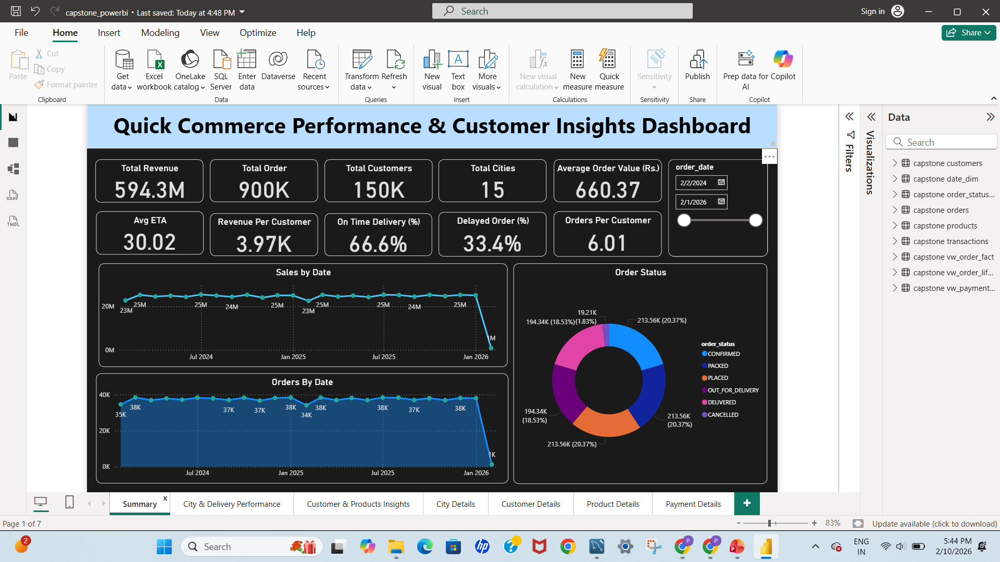 capstone_powerbi • Last saved: Today at 4:48 PM
Search
Sign in
File
Home
Insert
Modeling
View
Optimize
Help
Share
Paste
Cut
Copy
Format painter
Clipboard
Get data
Excel workbook
OneLake catalog
SQL Server
Enter data
Dataverse
Recent sources
Data
Transform data
Refresh
Queries
New visual
Text box
More visuals
Insert
New visual calculation
New measure
Quick measure
Calculations
Sensitivity
Sensitivity
Publish
Share
Prep data for AI
Copilot
Copilot
Quick Commerce Performance & Customer Insights Dashboard
Total Revenue
594.3M
Total Order
900K
Total Customers
150K
Total Cities
15
Average Order Value (Rs.)
660.37
order_date
2/2/2024
2/1/2026
Avg ETA
30.02
Revenue Per Customer
3.97K
On Time Delivery (%)
66.6%
Delayed Order (%)
33.4%
Orders Per Customer
6.01
Sales by Date
20M
0M
23M
25M
25M
24M
25M
23M
25M
25M
24M
25M
1M
Jul 2024
Jan 2025
Jul 2025
Jan 2026
Orders By Date
40K
20K
0K
35K
38K
37K
37K
38K
34K
38K
38K
37K
38K
1K
Jul 2024
Jan 2025
Jul 2025
Jan 2026
Order Status
19.21K
(1.83%)
194.34K (18.53%)
213.56K (20.37%)
194.34K
(18.53%)
213.56K
(20.37%)
213.56K (20.37%)
order_status
CONFIRMED
PACKED
PLACED
OUT_FOR_DELIVERY
DELIVERED
CANCELLED
Filters
Visualizations
Data
Search
capstone customers
capstone date_dim
capstone order_status...
capstone orders
capstone products
capstone transactions
capstone vw_order_fact
capstone vw_order_lif...
capstone vw_payment...
DAX
TMDL
Summary
x
City & Delivery Performance
Customer & Products Insights
City Details
Customer Details
Product Details
Payment Details
+
Page 1 of 7
-
+
83%
Update available (click to download)
2
Search
hp
P
P
P
ENG
IN
5:44 PM
2/10/2026